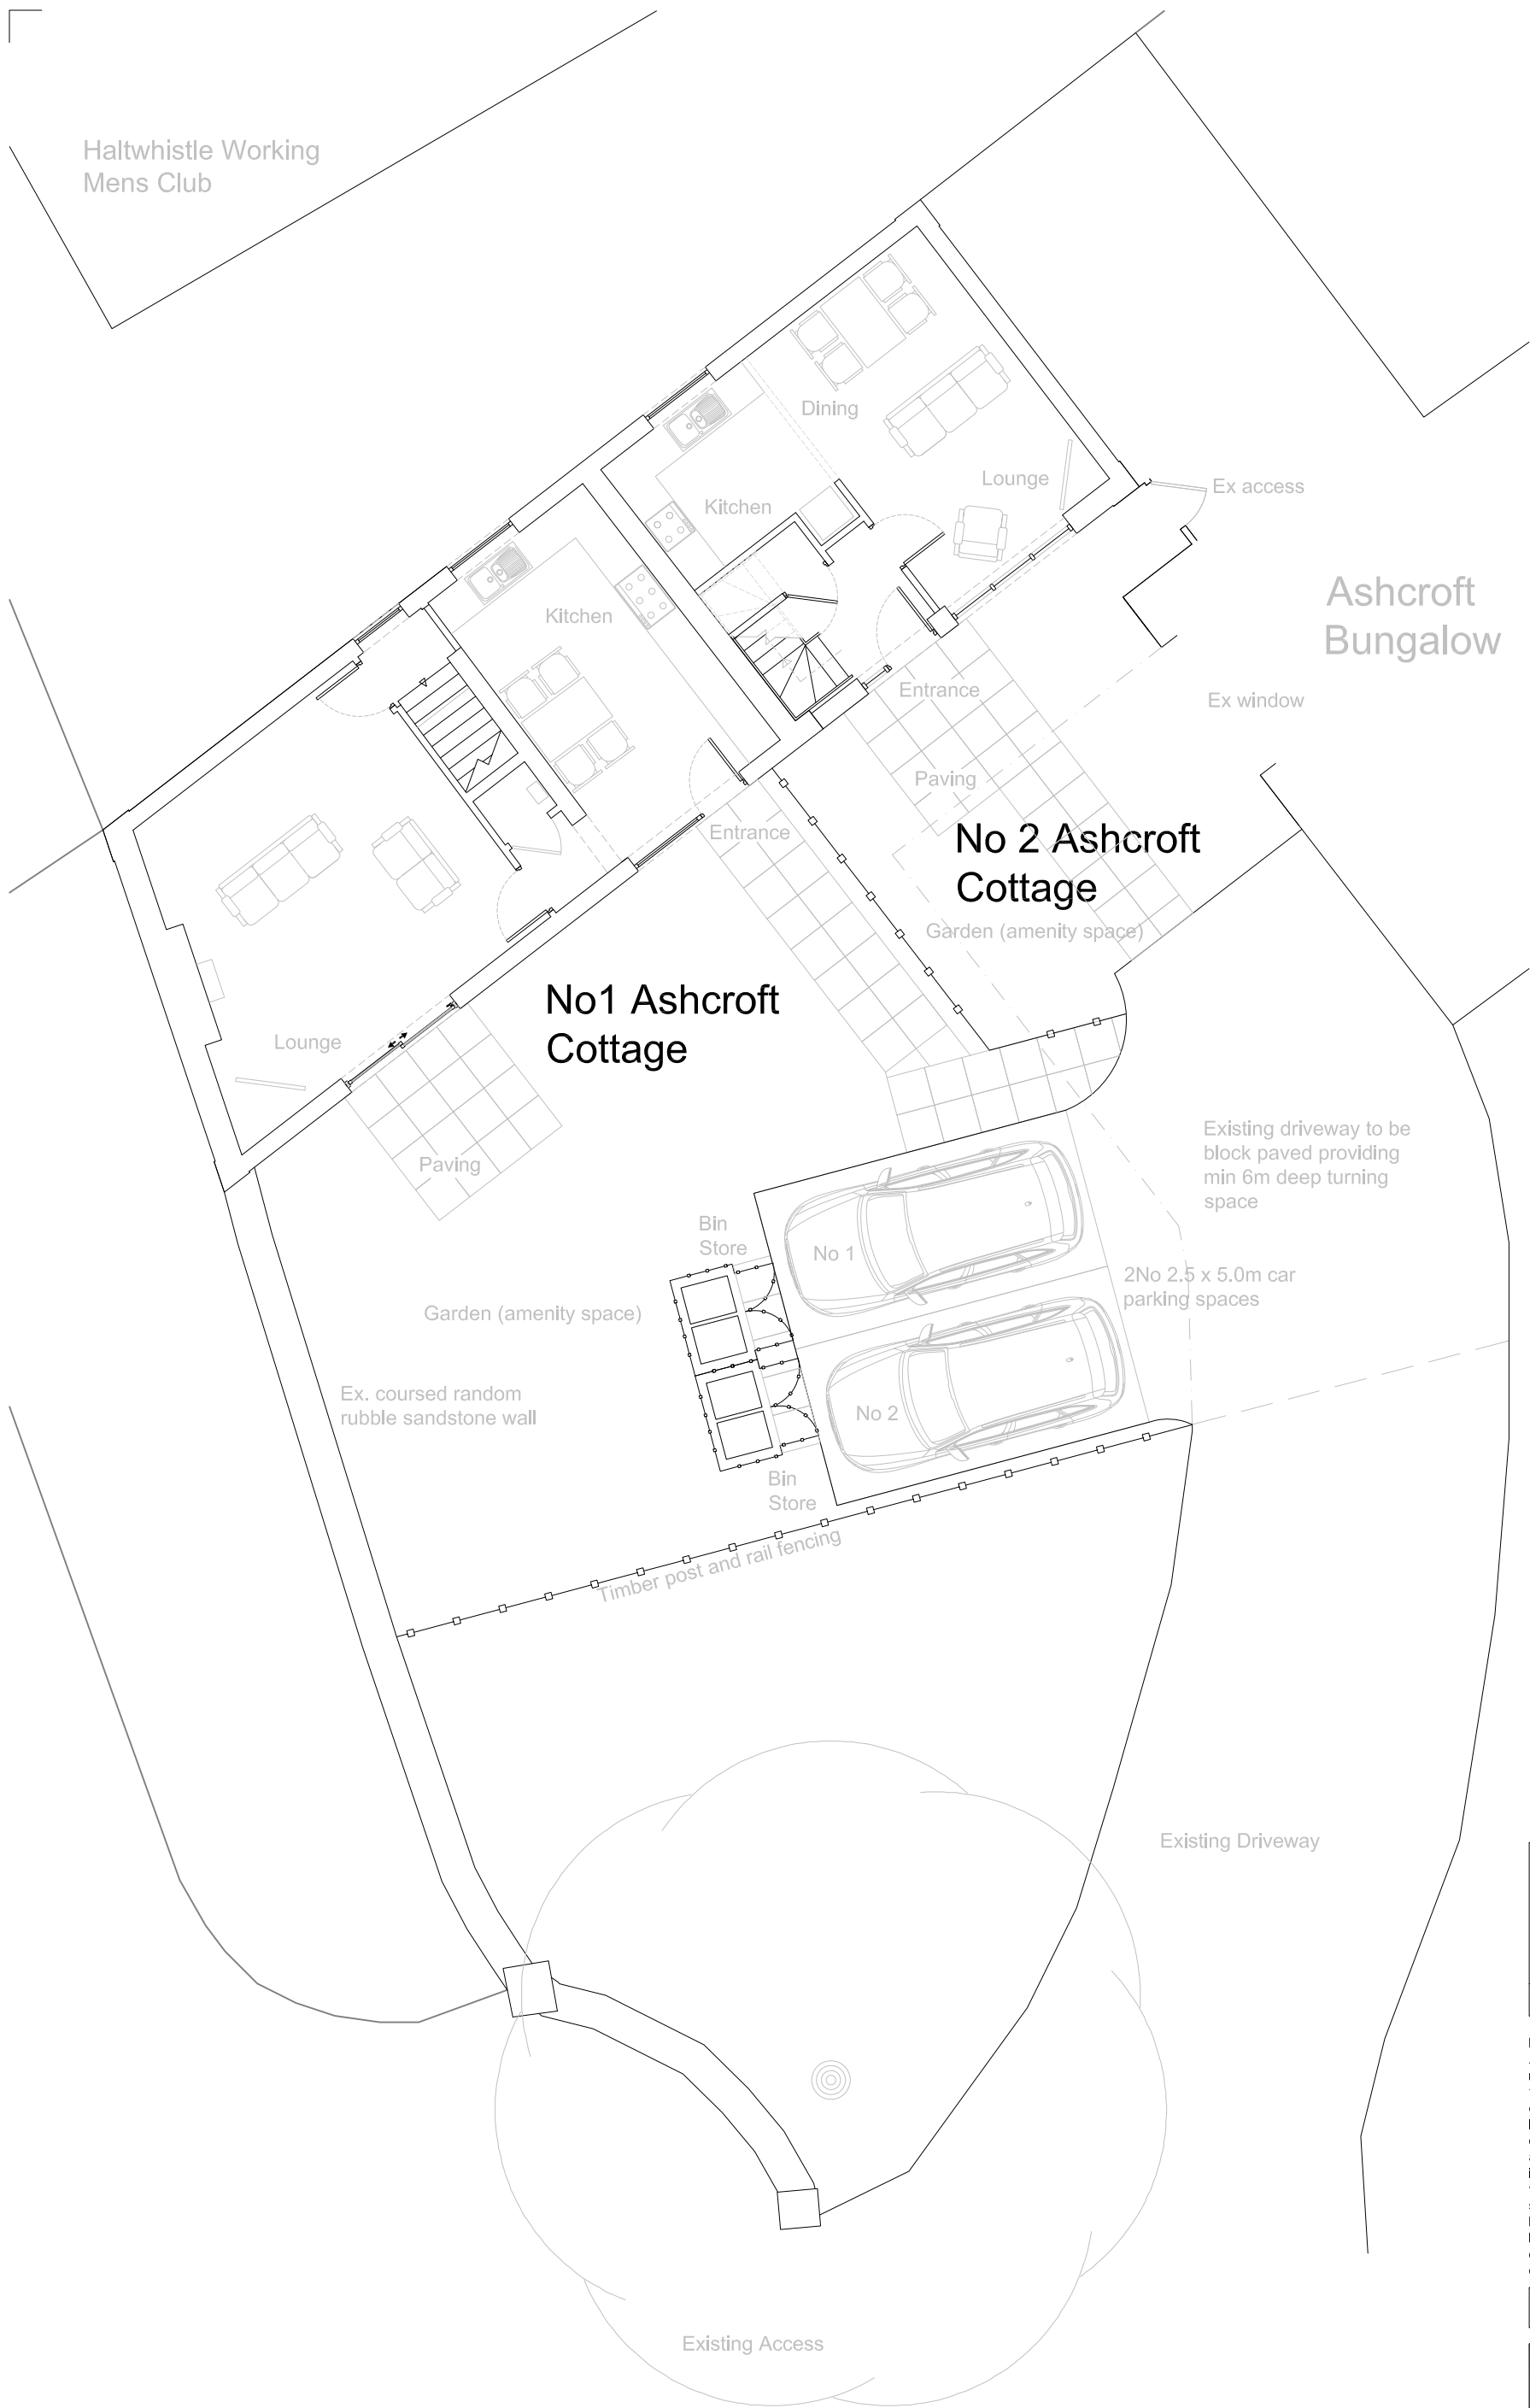 Haltwhistle Working
Mens Club
Dining
Lounge
Ex access
Kitchen
Ashcroft
Bungalow
Kitchen
Entrance
Ex window
Paving
Entrance
No 2 Ashcroft
Cottage
Garden (amenity space)
No1 Ashcroft
Cottage
Lounge
Paving
Existing driveway to be
block paved providing
min 6m deep turning
space
Bin
Store
No 1
2No 2.5 x 5.0m car
parking spaces
Garden (amenity space)
Ex. coursed random
rubble sandstone wall
No 2
Bin
Store
Timber post and rail fencing
Existing Driveway
Existing Access